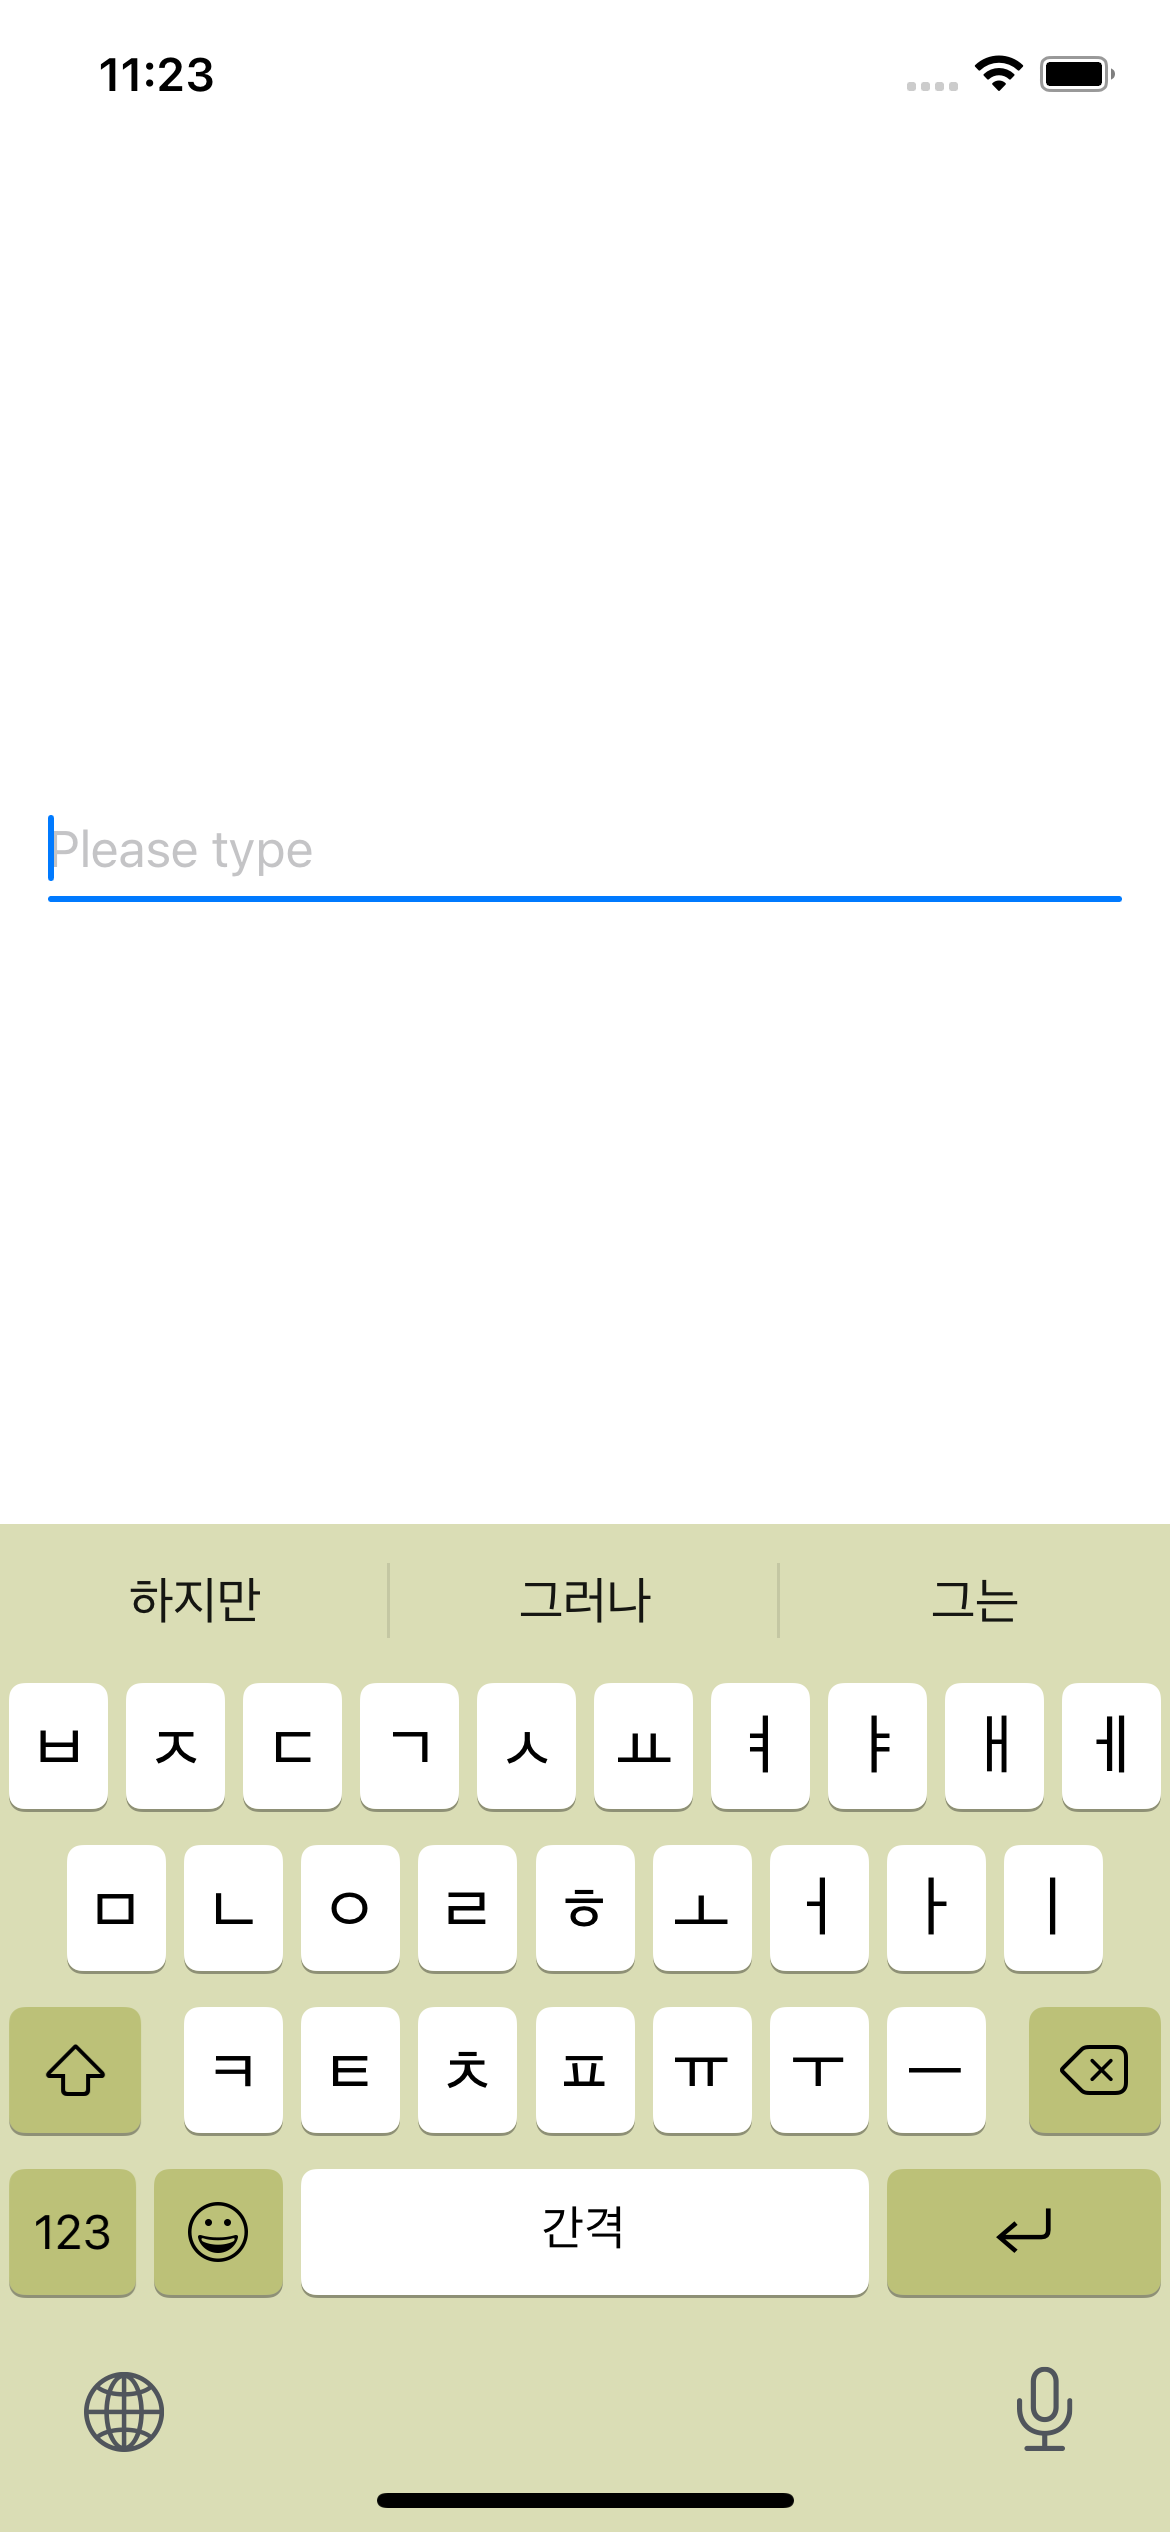 11:23
Please type
하지만 그러나 그는
ㅂ ㅈ ㄷ ㄱ ㅅ ㅛ ㅕ ㅑ ㅐ ㅔ
ㅁ ㄴ ㅇ ㄹ ㅎ ㅗ ㅓ ㅏ ㅣ
ㅋ ㅌ ㅊ ㅍ ㅠ ㅜ ㅡ
123 간격